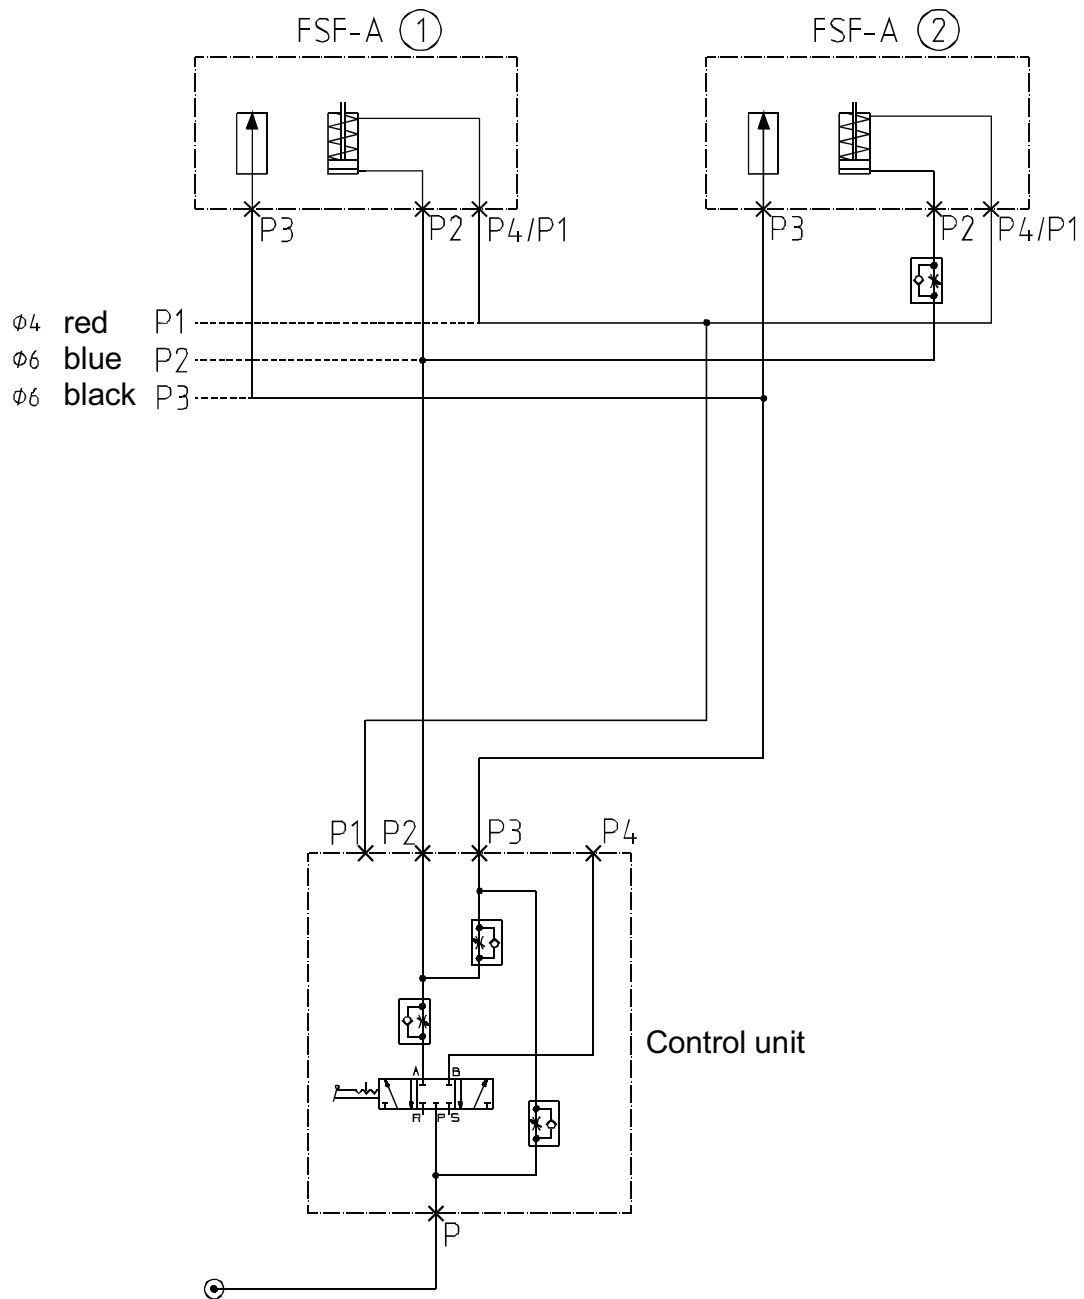 FSF-A 1 FSF-A 2
P3 P2 P4/P1 P3 P2 P4/P1
φ4 red P1
φ6 blue P2
φ6 black P3
P1 P2 P3 P4
Control unit
A B
R P S
P